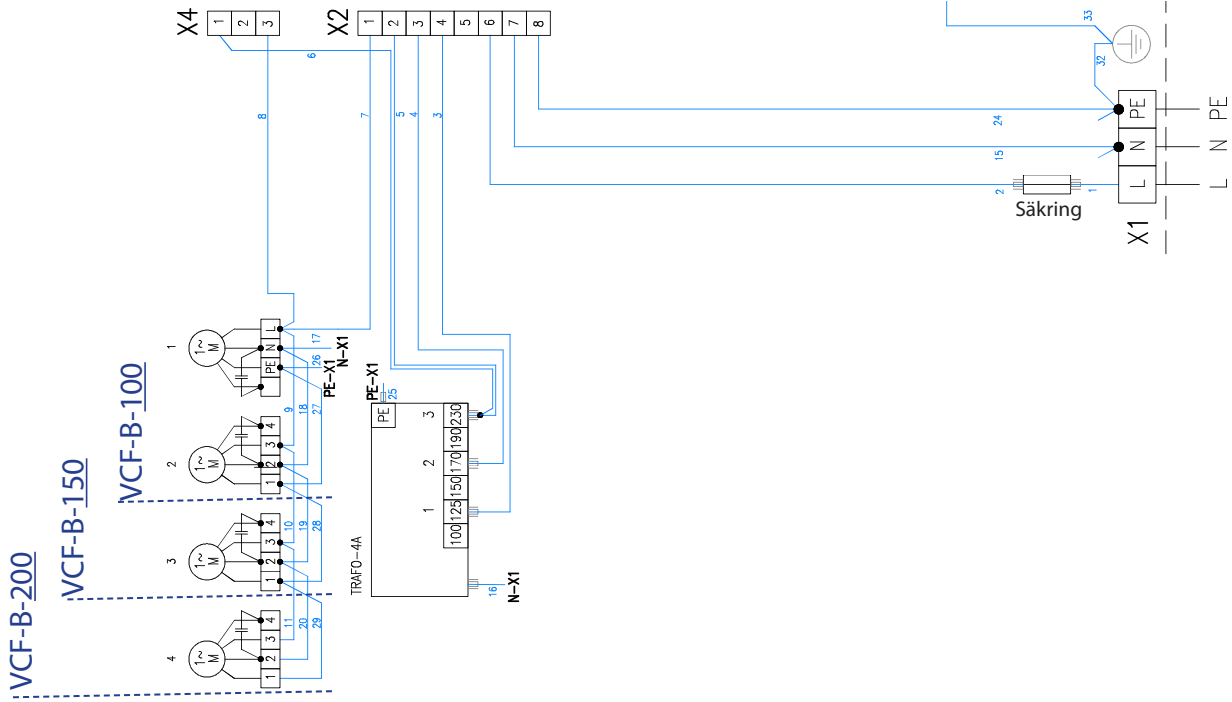 X4
1 2 3
X2
1 2 3 4 5 6 7 8
33
32
6
8
7
5
4
3
24
15
2
1
Säkring
PE
N
L
X1
PE
N
L
1
1~
M
L
N
PE
17
26
N-X1
PE-X1
9
18
27
VCF-B-100
2
1~
M
1 2 3 4
10
19
28
VCF-B-150
3
1~
M
1 2 3 4
11
20
29
VCF-B-200
4
1~
M
1 2 3 4
TRAFO-4A
PE
PE-X1
25
1 2 3
100 125 150 170 190 230
16
N-X1